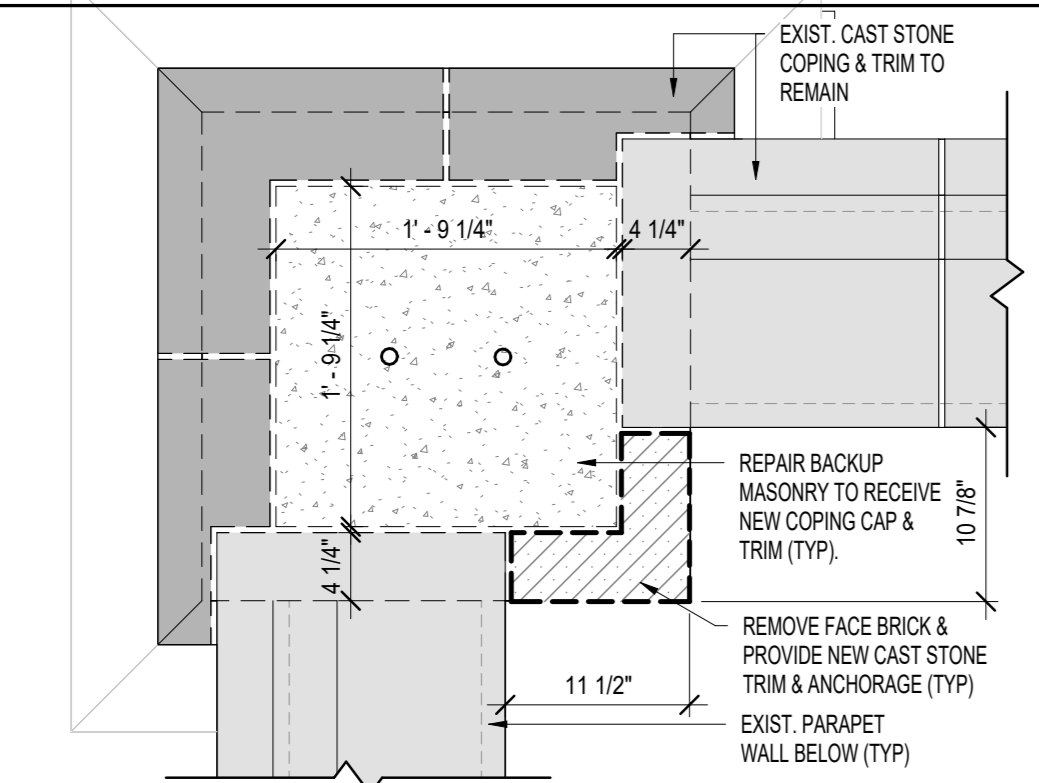 EXIST. CAST STONE
COPING & TRIM TO
REMAIN
1' - 9 1/4"
4 1/4"
1' - 9 1/4"
REPAIR BACKUP
MASONRY TO RECEIVE
NEW COPING CAP &
TRIM (TYP).
10 7/8"
4 1/4"
REMOVE FACE BRICK &
PROVIDE NEW CAST STONE
TRIM & ANCHORAGE (TYP)
11 1/2"
EXIST. PARAPET
WALL BELOW (TYP)